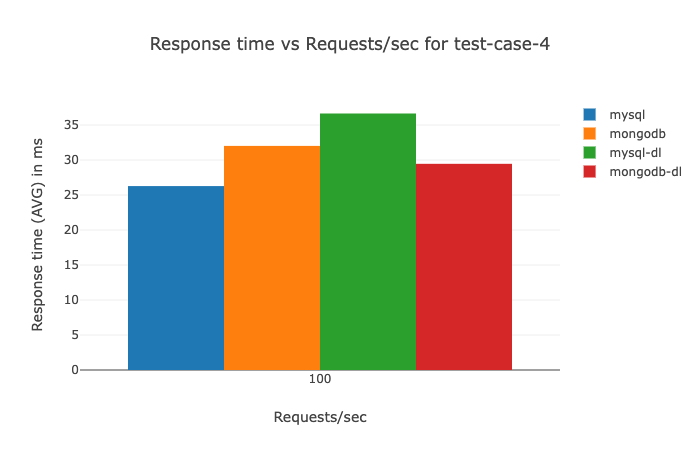 Response time vs Requests/sec for test-case-4
mysql
mongodb
mysql-dl
mongodb-dl
Response time (AVG) in ms
35
30
25
20
15
10
5
0
100
Requests/sec